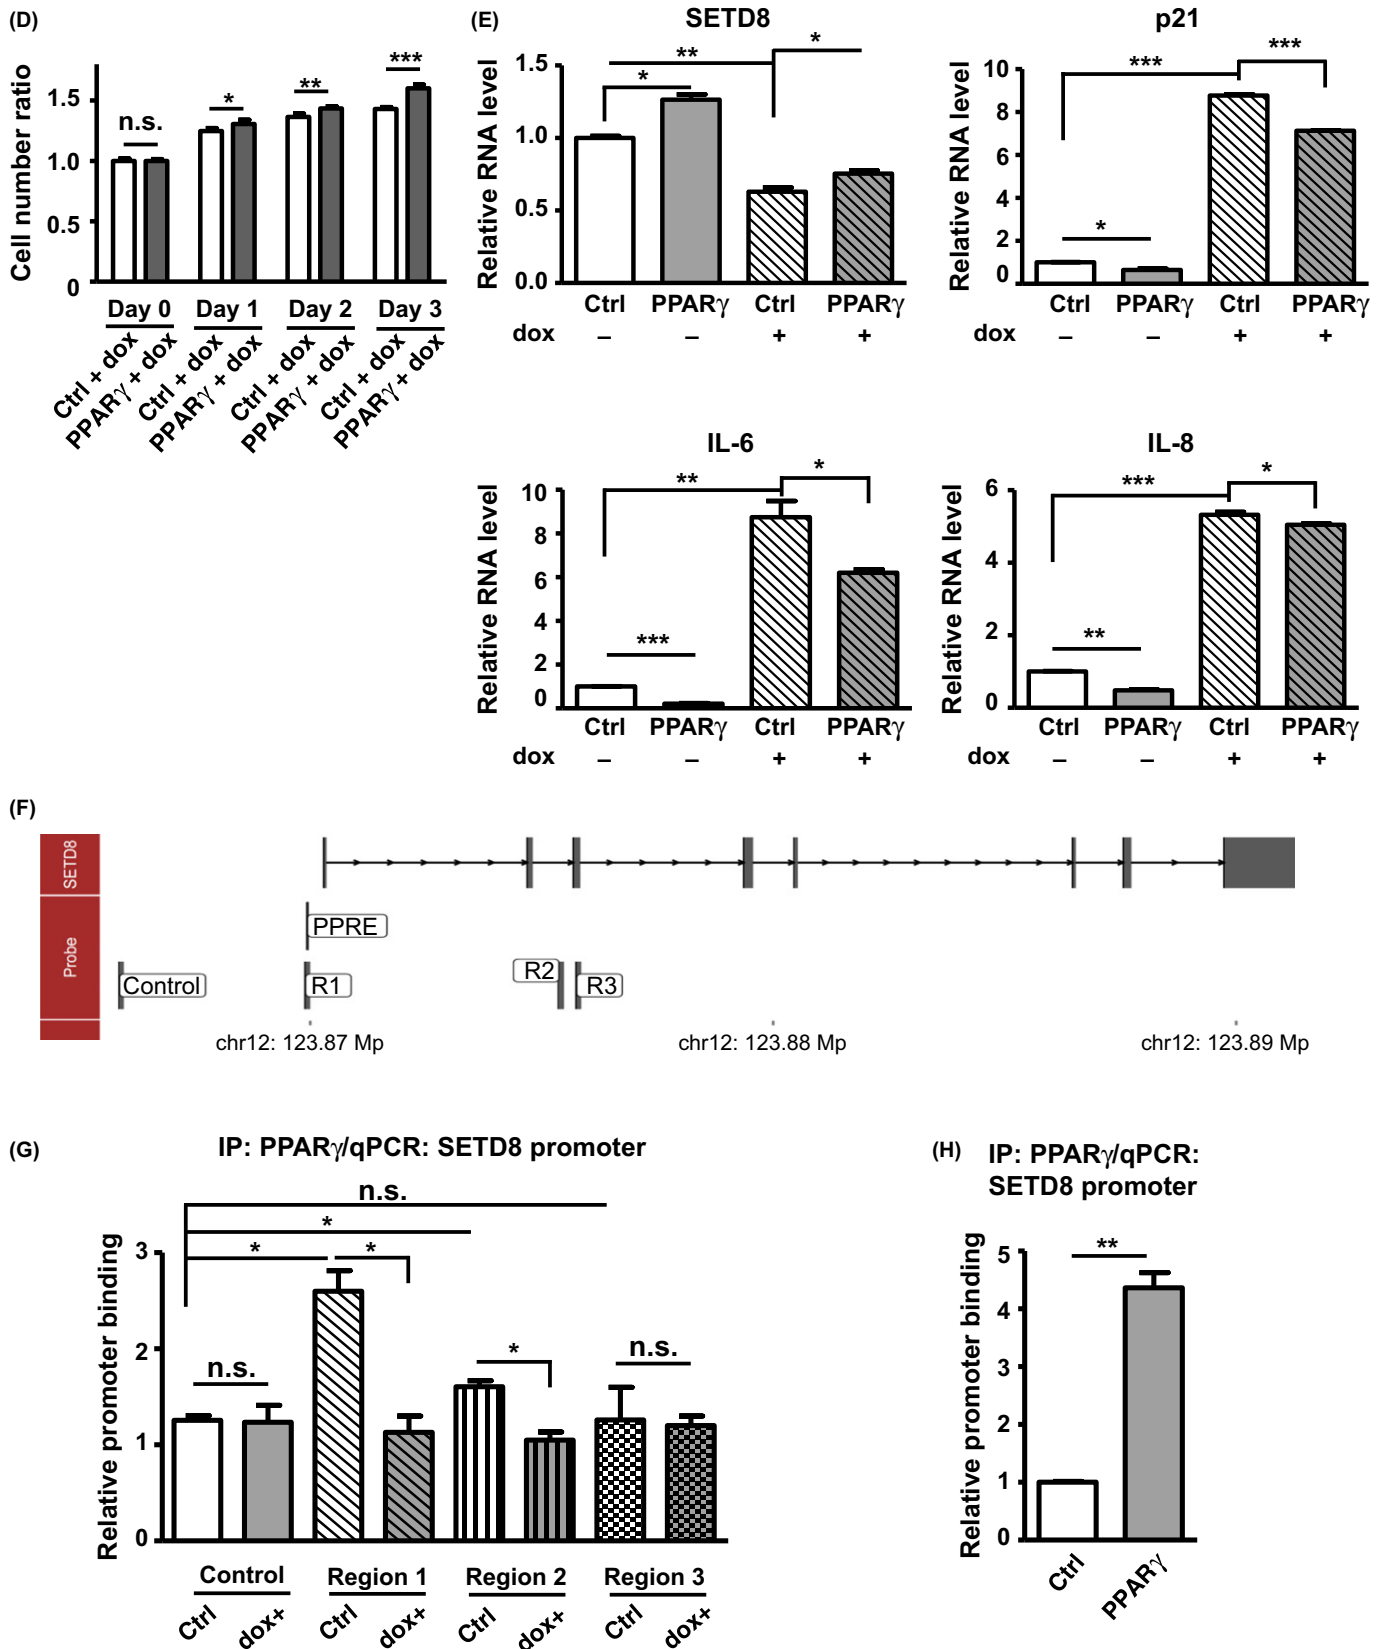 (D)
Cell number ratio
1.5
1.0
0.5
0
n.s.
*
**
***
Day 0
Day 1
Day 2
Day 3
Ctrl + dox
PPARγ + dox
Ctrl + dox
PPARγ + dox
Ctrl + dox
PPARγ + dox
Ctrl + dox
PPARγ + dox
(E)
SETD8
Relative RNA level
1.5
1.0
0.5
0.0
**
*
*
Ctrl PPARγ Ctrl PPARγ
dox – – + +
p21
Relative RNA level
10
8
6
4
2
0
***
***
*
Ctrl PPARγ Ctrl PPARγ
– – + +
IL-6
Relative RNA level
10
8
6
4
2
0
**
*
***
Ctrl PPARγ Ctrl PPARγ
dox – – + +
IL-8
Relative RNA level
6
4
2
0
***
*
**
Ctrl PPARγ Ctrl PPARγ
dox – – + +
(F)
SETD8
Probe
PPRE
Control
R1
R2
R3
chr12: 123.87 Mp
chr12: 123.88 Mp
chr12: 123.89 Mp
(G)
IP: PPARγ/qPCR: SETD8 promoter
Relative promoter binding
3
2
1
0
n.s.
*
* *
n.s.
*
n.s.
Control Region 1 Region 2 Region 3
Ctrl dox+ Ctrl dox+ Ctrl dox+ Ctrl dox+
(H)
IP: PPARγ/qPCR:
SETD8 promoter
Relative promoter binding
5
4
3
2
1
0
**
Ctrl
PPARγ